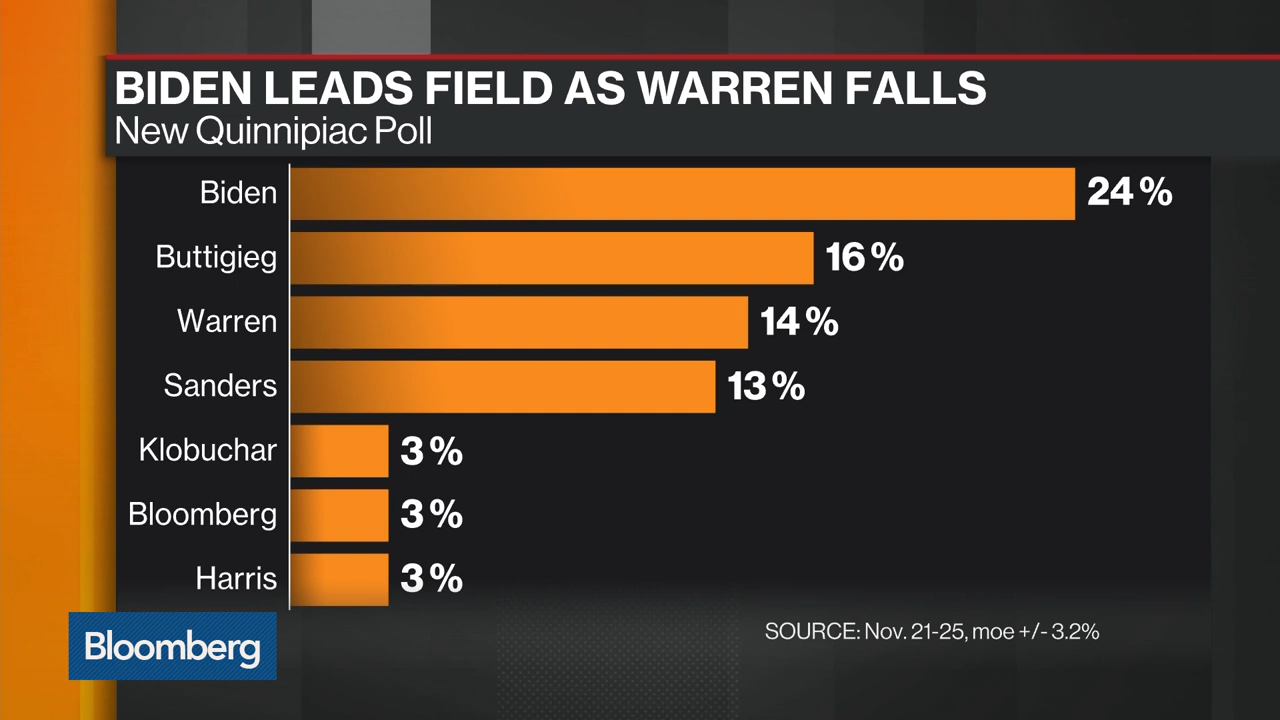 BIDEN LEADS FIELD AS WARREN FALLS
New Quinnipiac Poll
Biden 24%
Buttigieg 16%
Warren 14%
Sanders 13%
Klobuchar 3%
Bloomberg 3%
Harris 3%
SOURCE: Nov. 21-25, moe +/- 3.2%
Bloomberg